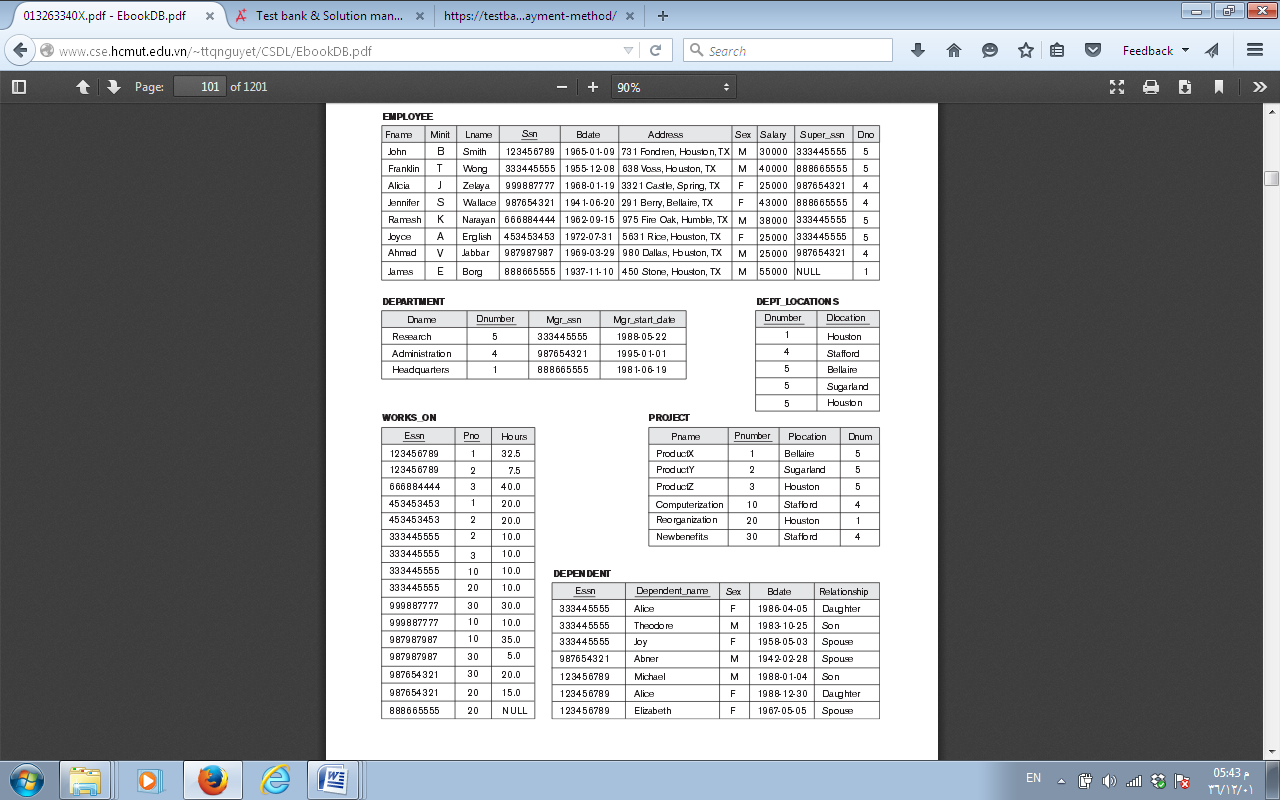 013263340X.pdf - EbookDB.pdf × Test bank & Solution man... × https://testba...ayment-method/ × +
www.cse.hcmut.edu.vn/~ttqnguyet/CSDL/EbookDB.pdf Search Feedback
Page: 101 of 1201 − + 90%
EMPLOYEE
Fname Minit Lname Ssn Bdate Address Sex Salary Super_ssn Dno
John B Smith 123456789 1965-01-09 731 Fondren, Houston, TX M 30000 333445555 5
Franklin T Wong 333445555 1955-12-08 638 Voss, Houston, TX M 40000 888665555 5
Alicia J Zelaya 999887777 1968-01-19 3321 Castle, Spring, TX F 25000 987654321 4
Jennifer S Wallace 987654321 1941-06-20 291 Berry, Bellaire, TX F 43000 888665555 4
Ramesh K Narayan 666884444 1962-09-15 975 Fire Oak, Humble, TX M 38000 333445555 5
Joyce A English 453453453 1972-07-31 5631 Rice, Houston, TX F 25000 333445555 5
Ahmad V Jabbar 987987987 1969-03-29 980 Dallas, Houston, TX M 25000 987654321 4
James E Borg 888665555 1937-11-10 450 Stone, Houston, TX M 55000 NULL 1
DEPARTMENT
Dname Dnumber Mgr_ssn Mgr_start_date
Research 5 333445555 1988-05-22
Administration 4 987654321 1995-01-01
Headquarters 1 888665555 1981-06-19
DEPT_LOCATIONS
Dnumber Dlocation
1 Houston
4 Stafford
5 Bellaire
5 Sugarland
5 Houston
WORKS_ON
Essn Pno Hours
123456789 1 32.5
123456789 2 7.5
666884444 3 40.0
453453453 1 20.0
453453453 2 20.0
333445555 2 10.0
333445555 3 10.0
333445555 10 10.0
333445555 20 10.0
999887777 30 30.0
999887777 10 10.0
987987987 10 35.0
987987987 30 5.0
987654321 30 20.0
987654321 20 15.0
888665555 20 NULL
PROJECT
Pname Pnumber Plocation Dnum
ProductX 1 Bellaire 5
ProductY 2 Sugarland 5
ProductZ 3 Houston 5
Computerization 10 Stafford 4
Reorganization 20 Houston 1
Newbenefits 30 Stafford 4
DEPENDENT
Essn Dependent_name Sex Bdate Relationship
333445555 Alice F 1986-04-05 Daughter
333445555 Theodore M 1983-10-25 Son
333445555 Joy F 1958-05-03 Spouse
987654321 Abner M 1942-02-28 Spouse
123456789 Michael M 1988-01-04 Son
123456789 Alice F 1988-12-30 Daughter
123456789 Elizabeth F 1967-05-05 Spouse
EN 05:43 م
٣٦/١٢/٠١